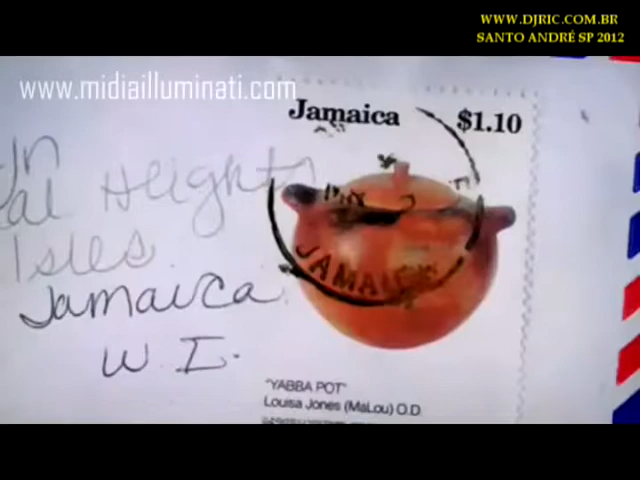 WWW.DJRIC.COM.BR
SANTO ANDRÉ SP 2012
www.midiailluminati.com
Jamaica $1.10
Heights
Isles
Jamaica
W. I.
JAMAICA
"YABBA POT"
Louisa Jones (MaLou) O.D.